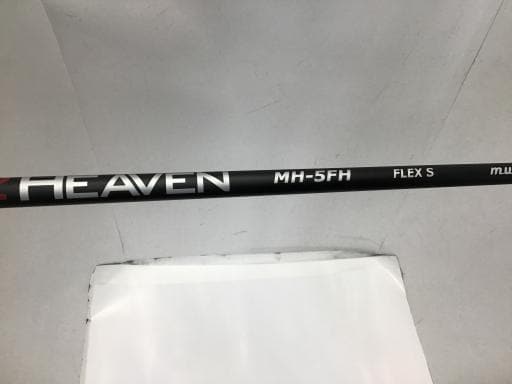 HEAVEN MH-5FH FLEX S m.u